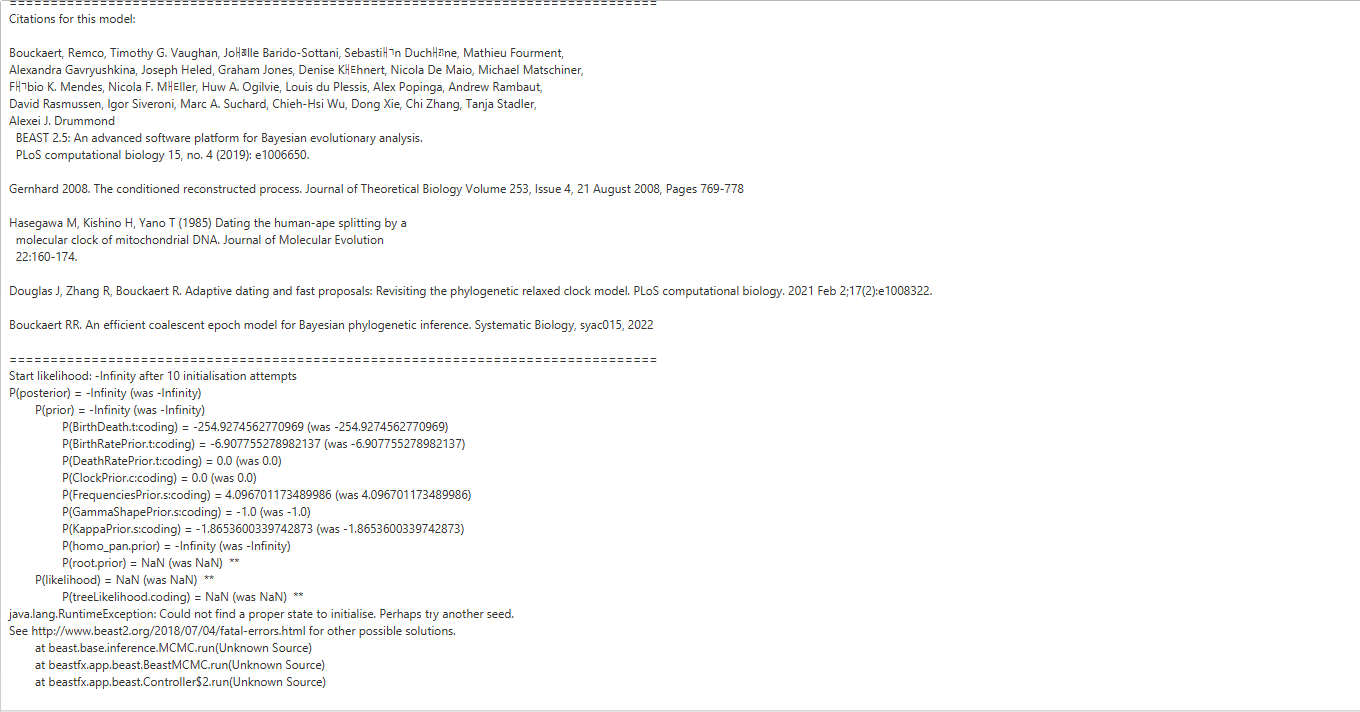 ===============================================================================
Citations for this model:
Bouckaert, Remco, Timothy G. Vaughan, Barido-Sottani, Mathieu Fourment,
Alexandra Gavryushkina, Joseph Heled, Graham Jones, Denise Nicola De Maio, Michael Matschiner,
K. Mendes, Nicola F. Huw A. Ogilvie, Louis du Plessis, Alex Popinga, Andrew Rambaut,
David Rasmussen, Igor Siveroni, Marc A. Suchard, Chieh-Hsi Wu, Dong Xie, Chi Zhang, Tanja Stadler,
Alexei J. Drummond
BEAST 2.5: An advanced software platform for Bayesian evolutionary analysis.
PLoS computational biology 15, no. 4 (2019): e1006650.
Gernhard 2008. The conditioned reconstructed process. Journal of Theoretical Biology Volume 253, Issue 4, 21 August 2008, Pages 769-778
Hasegawa M, Kishino H, Yano T (1985) Dating the human-ape splitting by a
molecular clock of mitochondrial DNA. Journal of Molecular Evolution
22:160-174.
Douglas J, Zhang R, Bouckaert R. Adaptive dating and fast proposals: Revisiting the phylogenetic relaxed clock model. PLoS computational biology. 2021 Feb 2;17(2):e1008322.
Bouckaert RR. An efficient coalescent epoch model for Bayesian phylogenetic inference. Systematic Biology, syac015, 2022
===============================================================================
Start likelihood: -Infinity after 10 initialisation attempts
P(posterior) = -Infinity (was -Infinity)
P(prior) = -Infinity (was -Infinity)
P(BirthDeath.t:coding) = -254.9274562770969 (was -254.9274562770969)
P(BirthRatePrior.t:coding) = -6.907755278982137 (was -6.907755278982137)
P(DeathRatePrior.t:coding) = 0.0 (was 0.0)
P(ClockPrior.c:coding) = 0.0 (was 0.0)
P(FrequenciesPrior.s:coding) = 4.096701173489986 (was 4.096701173489986)
P(GammaShapePrior.s:coding) = -1.0 (was -1.0)
P(KappaPrior.s:coding) = -1.8653600339742873 (was -1.8653600339742873)
P(homo_pan.prior) = -Infinity (was -Infinity)
P(root.prior) = NaN (was NaN) **
P(likelihood) = NaN (was NaN) **
P(treeLikelihood.coding) = NaN (was NaN) **
java.lang.RuntimeException: Could not find a proper state to initialise. Perhaps try another seed.
See http://www.beast2.org/2018/07/04/fatal-errors.html for other possible solutions.
at beast.base.inference.MCMC.run(Unknown Source)
at beastfx.app.beast.BeastMCMC.run(Unknown Source)
at beastfx.app.beast.Controller$2.run(Unknown Source)